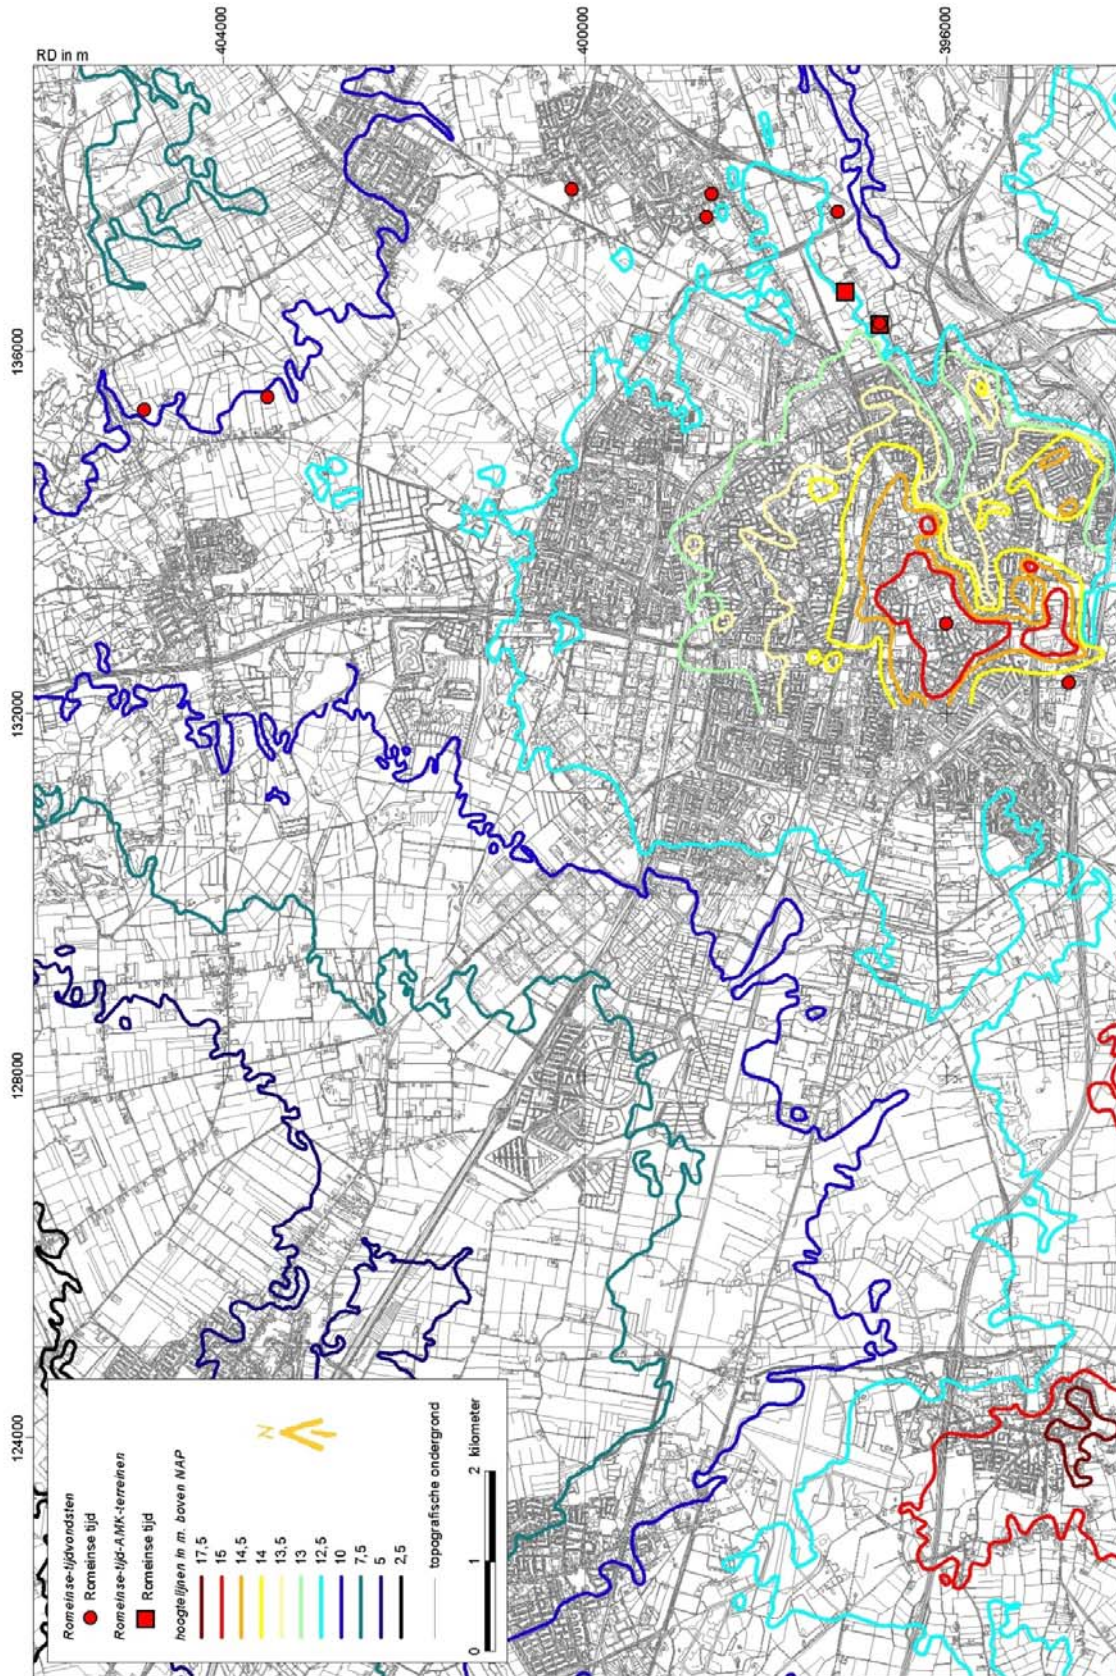 RD in m
404000
400000
396000
136000
132000
128000
124000
Romeinse-tijdvondsten
Romeinse tijd
Romeinse-tijd-AMK-terreinen
Romeinse tijd
hoogtelijnen in m. boven NAP
17,5
15
14,5
14
13,5
13
12,5
10
7,5
5
2,5
topografische ondergrond
0 1 2
kilometer
N